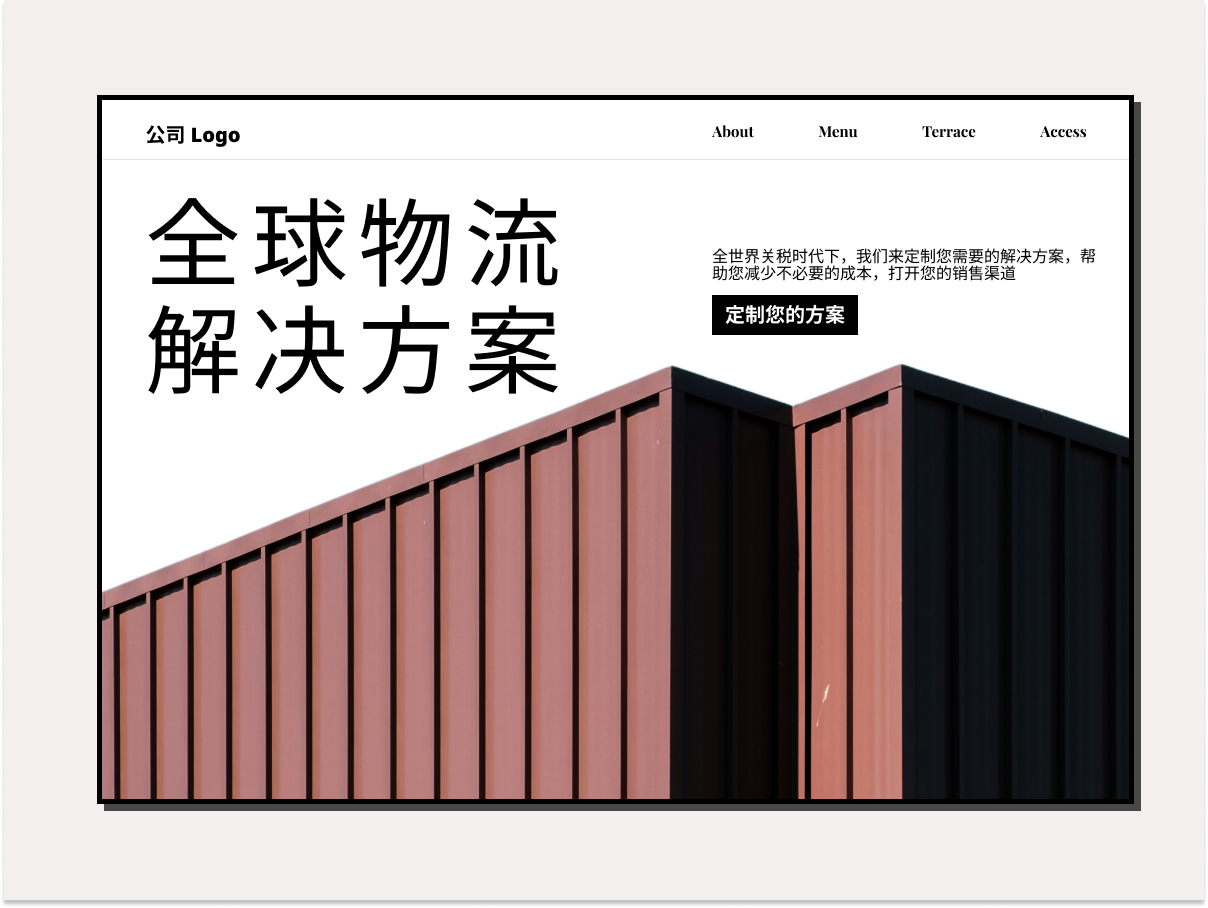 公司 Logo
About Menu Terrace Access
全球物流
解决方案
全世界关税时代下，我们来定制您需要的解决方案，帮
助您减少不必要的成本，打开您的销售渠道
定制您的方案